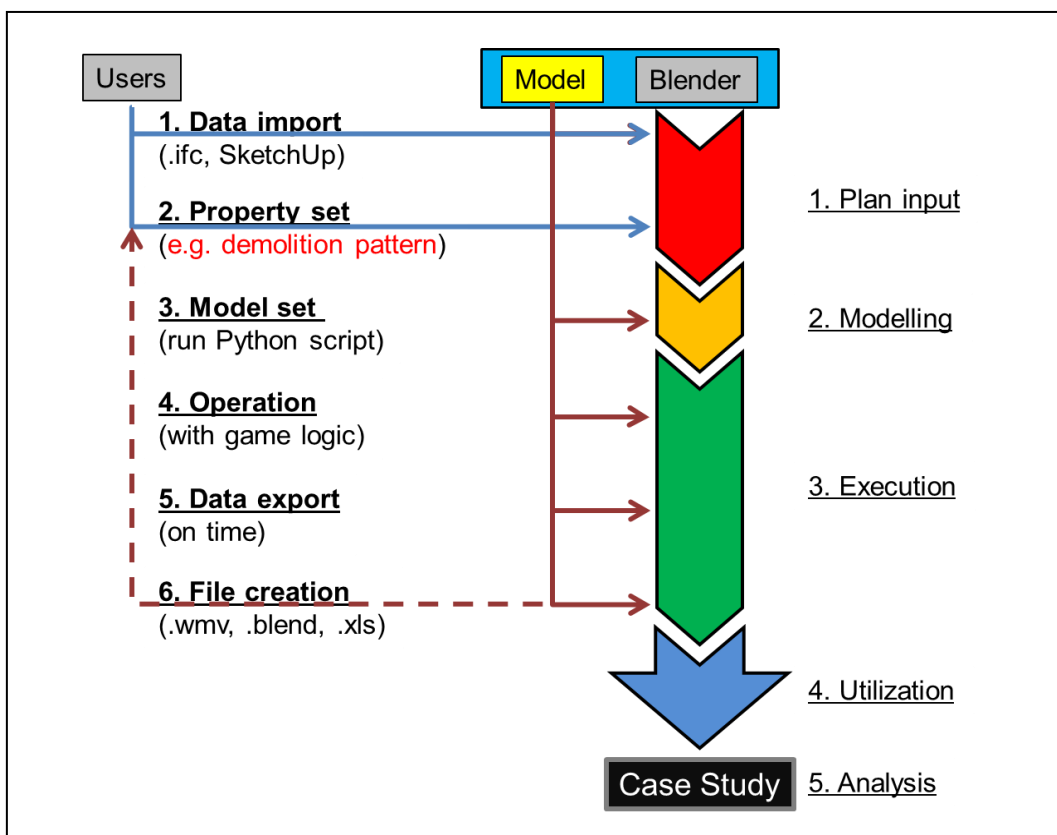 Users
Model
Blender
1. Data import
(.ifc, SketchUp)
2. Property set
(e.g. demolition pattern)
3. Model set
(run Python script)
4. Operation
(with game logic)
5. Data export
(on time)
6. File creation
(.wmv, .blend, .xls)
1. Plan input
2. Modelling
3. Execution
4. Utilization
Case Study
5. Analysis